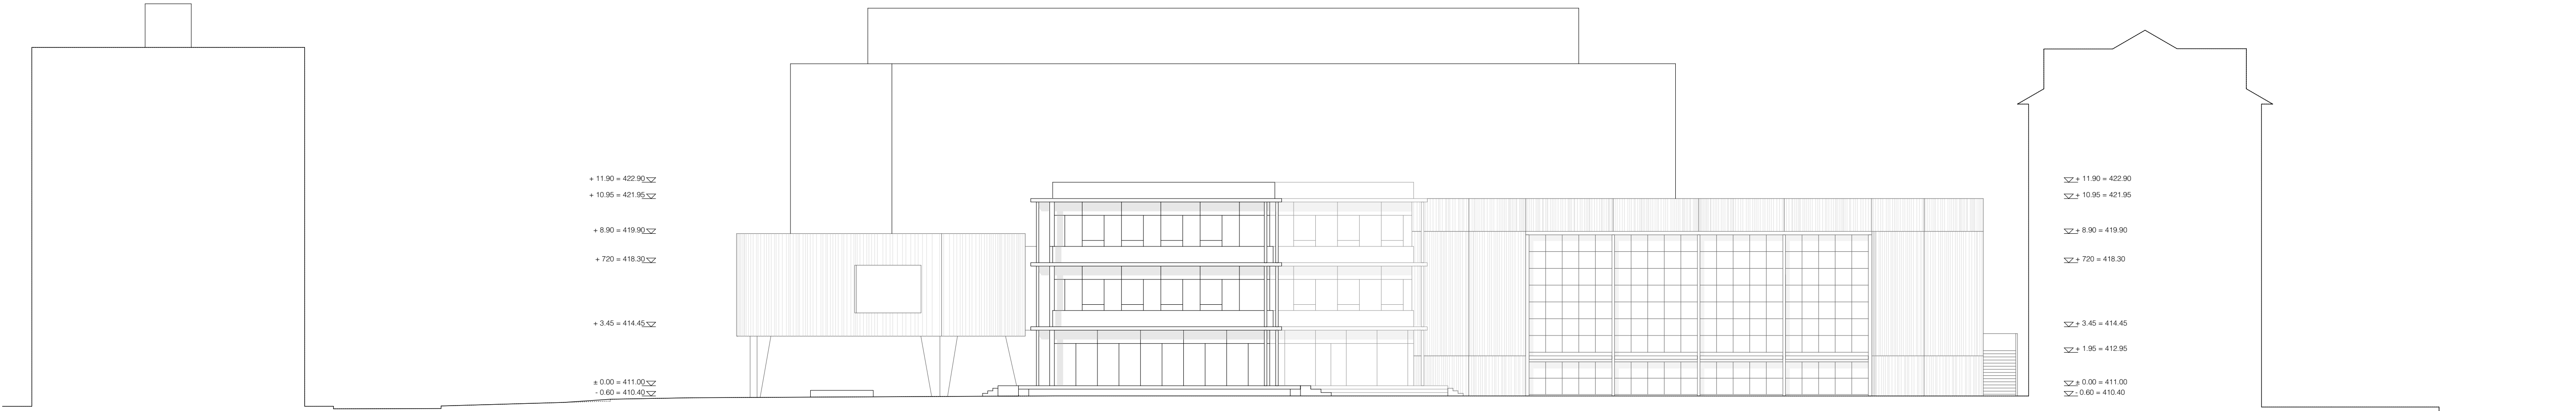 + 11.90 = 422.90
+ 10.95 = 421.95
+ 8.90 = 419.90
+ 720 = 418.30
+ 3.45 = 414.45
± 0.00 = 411.00
- 0.60 = 410.40
+ 11.90 = 422.90
+ 10.95 = 421.95
+ 8.90 = 419.90
+ 720 = 418.30
+ 3.45 = 414.45
+ 1.95 = 412.95
± 0.00 = 411.00
- 0.60 = 410.40